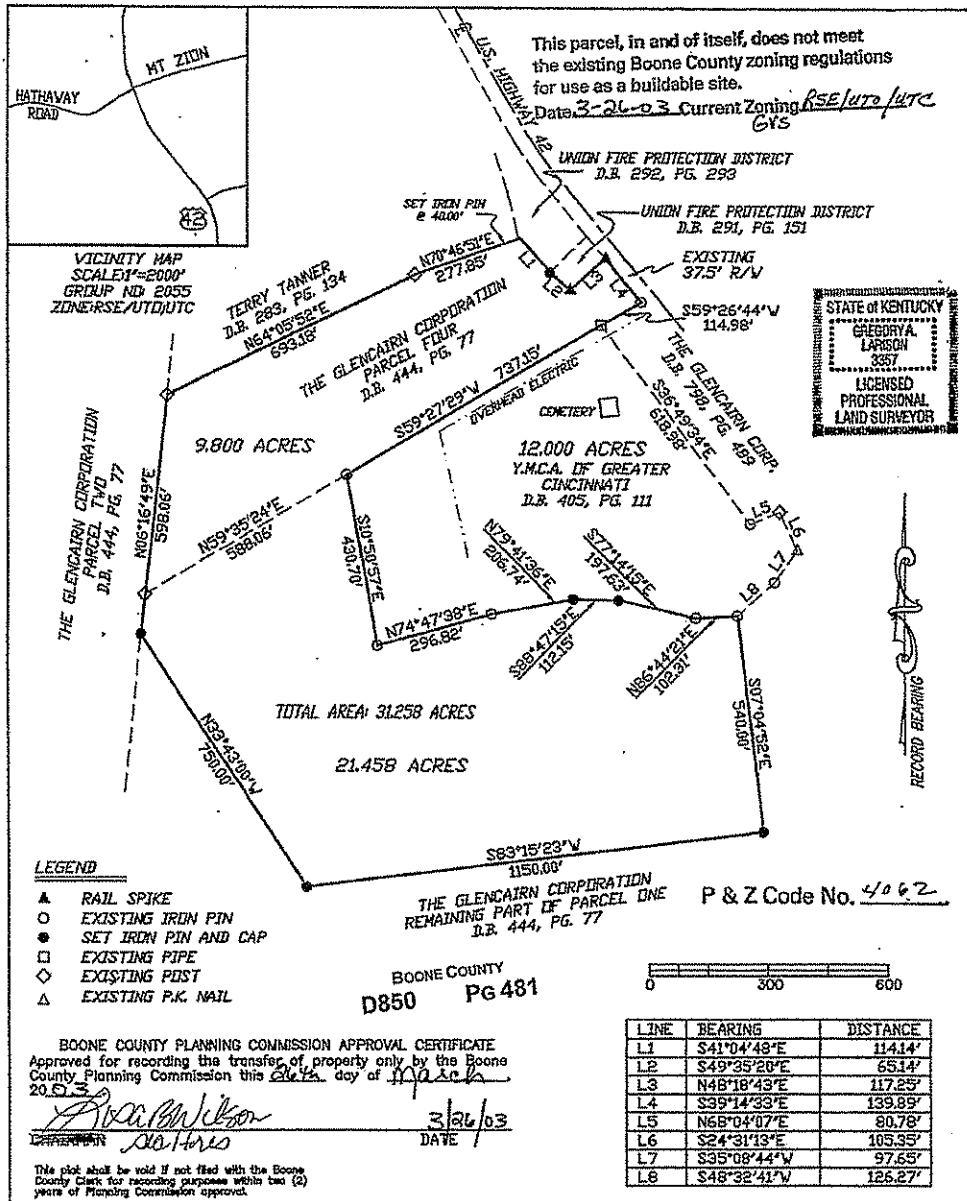 HATHAWAY
ROAD
MT ZION
42
VICINITY MAP
SCALE:1"=2000'
GROUP NO: 2055
ZONE:RSE/UTO/UTC
U.S. HIGHWAY 42
This parcel, in and of itself, does not meet
the existing Boone County zoning regulations
for use as a buildable site.
Date 3-26-03 Current Zoning RSE/UTO/UTC
GVS
UNION FIRE PROTECTION DISTRICT
D.B. 292, PG. 293
UNION FIRE PROTECTION DISTRICT
D.B. 291, PG. 151
EXISTING
37.5' R/W
SET IRON PIN
@ 40.00'
N70°46'51"E
277.85'
L1
L2
L3
L4
S59°26'44"W
114.98'
TERRY TANNER
D.B. 283, PG. 134
N64°05'52"E
693.18'
THE GLENCAIRN CORPORATION
PARCEL FOUR
D.B. 444, PG. 77
S59°27'29"W 737.15'
OVERHEAD ELECTRIC
THE GLENCAIRN CORP.
D.B. 798, PG. 489
S36°49'34"E
618.98'
STATE of KENTUCKY
GREGORY A.
LARISON
3357
LICENSED
PROFESSIONAL
LAND SURVEYOR
CEMETERY
9.800 ACRES
12.000 ACRES
Y.M.C.A. OF GREATER
CINCINNATI
D.B. 405, PG. 111
THE GLENCAIRN CORPORATION
PARCEL TWO
D.B. 444, PG. 77
N06°16'49"E
598.06'
N59°35'24"E
588.06'
S10°50'57"E
430.70'
N74°47'38"E
296.82'
N79°41'36"E
206.74'
S88°47'15"E
112.15'
S77°14'15"E
197.63'
N86°44'21"E
102.31'
L5
L6
L7
L8
S07°04'52"E
540.00'
RECORD BEARING
TOTAL AREA: 31.258 ACRES
21.458 ACRES
N33°43'00"W
750.00'
S83°15'23"W
1150.00'
THE GLENCAIRN CORPORATION
REMAINING PART OF PARCEL ONE
D.B. 444, PG. 77
P & Z Code No. 4062
LEGEND
▲ RAIL SPIKE
○ EXISTING IRON PIN
● SET IRON PIN AND CAP
□ EXISTING PIPE
◇ EXISTING POST
△ EXISTING P.K. NAIL
BOONE COUNTY
D850 PG 481
0 300 600
LINE BEARING DISTANCE
L1 S41°04'48"E 114.14'
L2 S49°35'20"E 65.14'
L3 N48°18'43"E 117.25'
L4 S39°14'33"E 139.89'
L5 N68°04'07"E 80.78'
L6 S24°31'13"E 105.35'
L7 S35°08'44"W 97.65'
L8 S48°32'41"W 126.27'
BOONE COUNTY PLANNING COMMISSION APPROVAL CERTIFICATE
Approved for recording the transfer of property only by the Boone
County Planning Commission this 26th day of March
2003
3/26/03
CHAIRMAN DATE
This plat shall be void if not filed with the Boone
County Clerk for recording purposes within two (2)
years of Planning Commission approval.